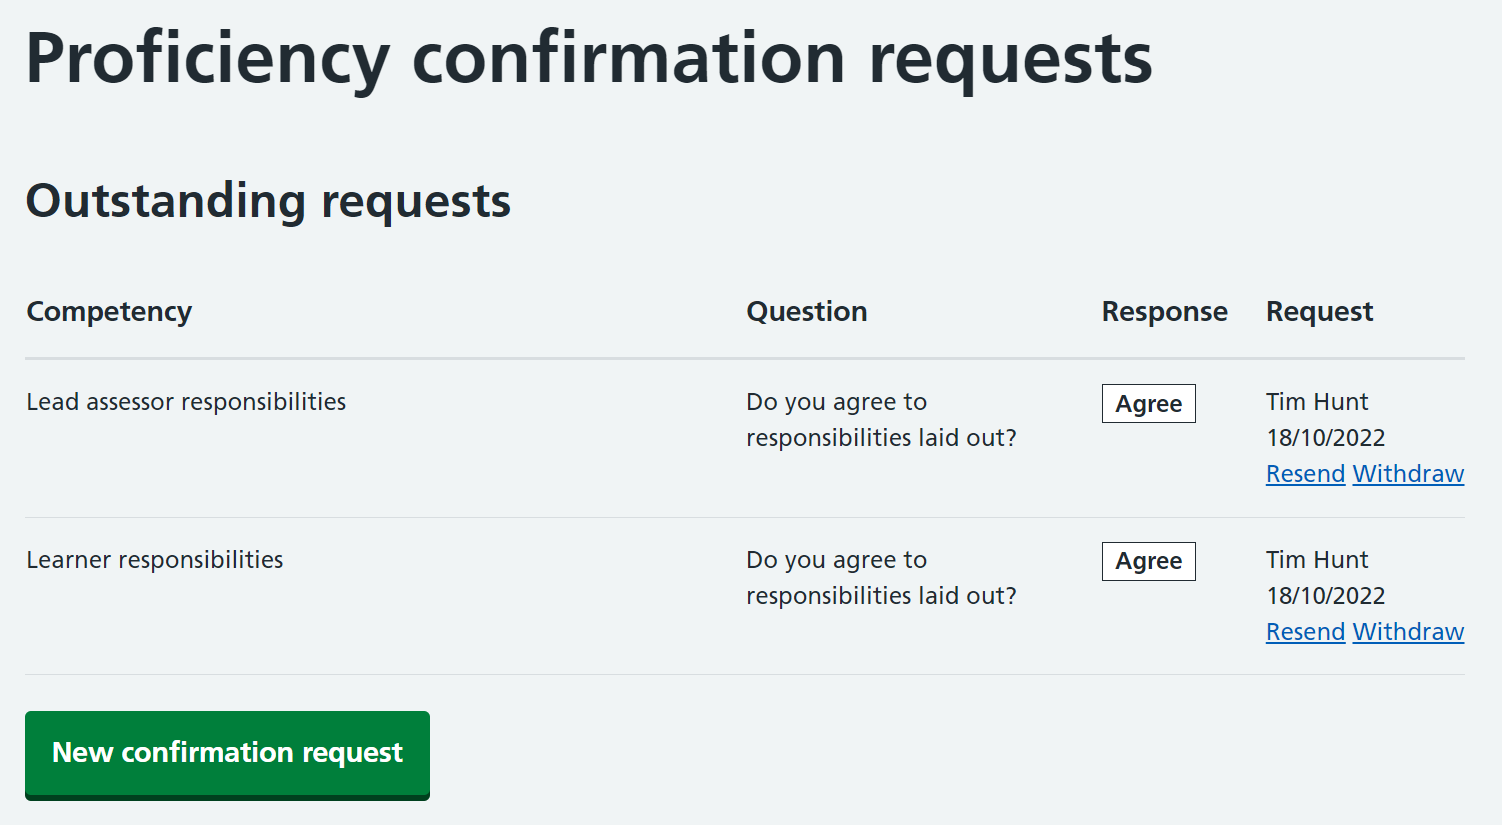 Proficiency confirmation requests
Outstanding requests
Competency Question Response Request
Lead assessor responsibilities Do you agree to Agree Tim Hunt
responsibilities laid out? 18/10/2022
Resend Withdraw
Learner responsibilities Do you agree to Agree Tim Hunt
responsibilities laid out? 18/10/2022
Resend Withdraw
New confirmation request